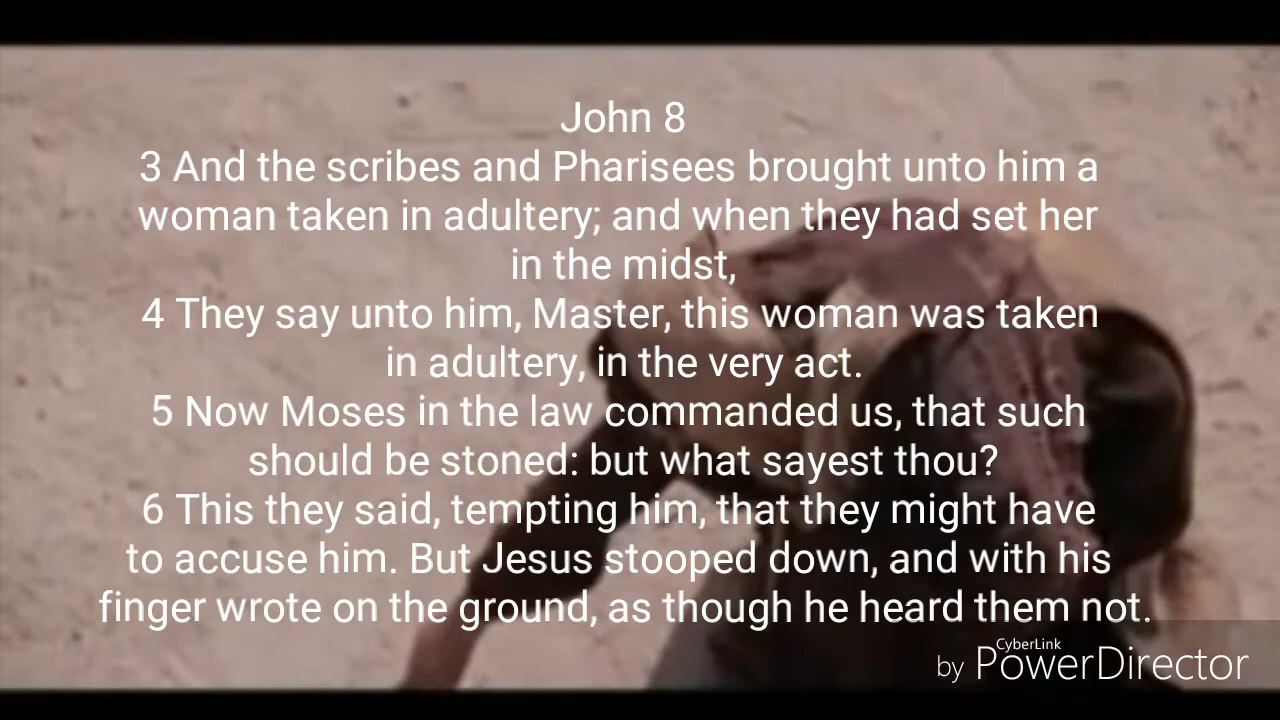 John 8
3 And the scribes and Pharisees brought unto him a
woman taken in adultery; and when they had set her
in the midst,
4 They say unto him, Master, this woman was taken
in adultery, in the very act.
5 Now Moses in the law commanded us, that such
should be stoned: but what sayest thou?
6 This they said, tempting him, that they might have
to accuse him. But Jesus stooped down, and with his
finger wrote on the ground, as though he heard them not.
CyberLink
by PowerDirector